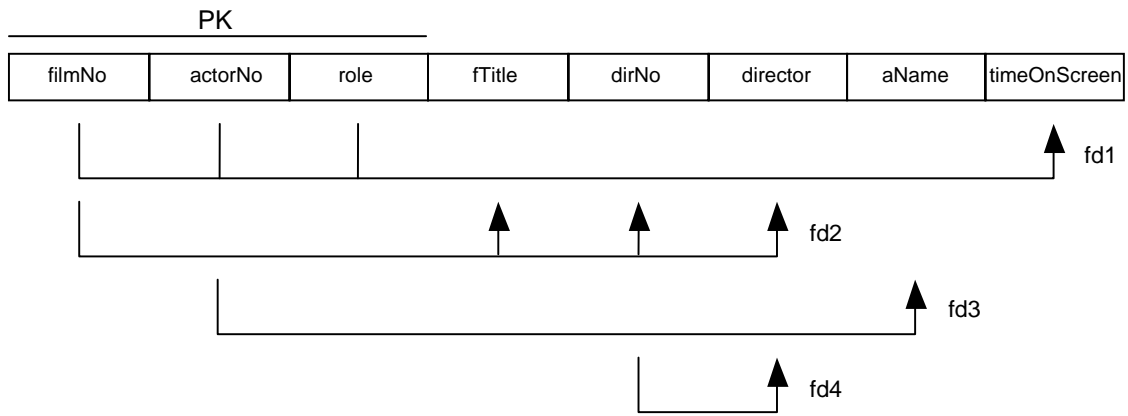 PK
filmNo actorNo role fTitle dirNo director aName timeOnScreen
fd1
fd2
fd3
fd4